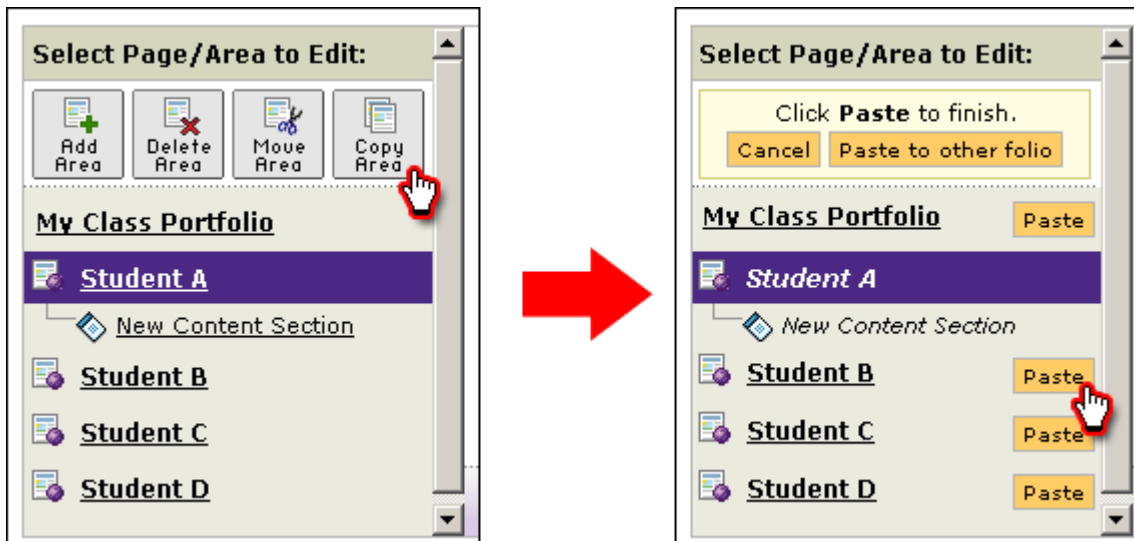 Select Page/Area to Edit:
Add Area
Delete Area
Move Area
Copy Area
My Class Portfolio
Student A
New Content Section
Student B
Student C
Student D
Select Page/Area to Edit:
Click Paste to finish.
Cancel Paste to other folio
My Class Portfolio Paste
Student A
New Content Section
Student B Paste
Student C Paste
Student D Paste